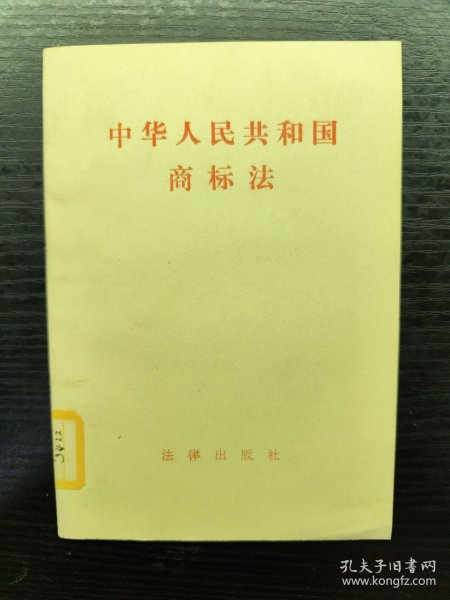 中华人民共和国
商标法
3422
法律出版社
孔夫子旧书网
www.kongfz.com